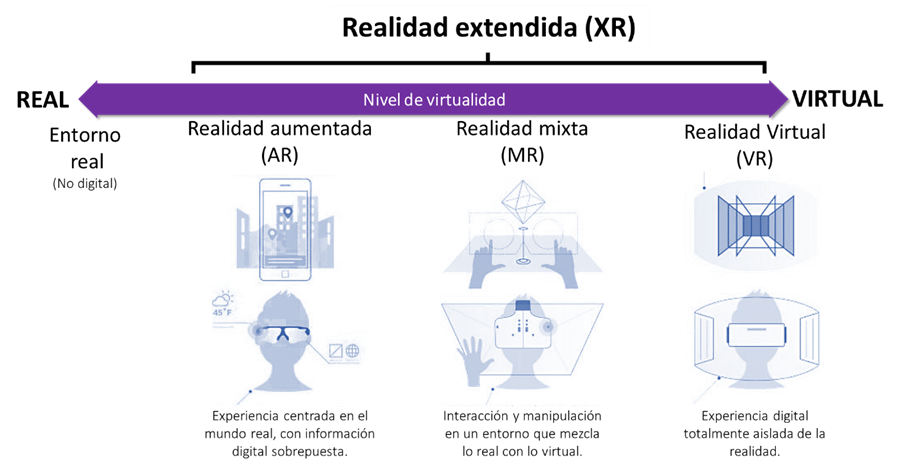 Realidad extendida (XR)
REAL
Nivel de virtualidad
VIRTUAL
Entorno
real
(No digital)
Realidad aumentada
(AR)
Realidad mixta
(MR)
Realidad Virtual
(VR)
45°F
Experiencia centrada en el
mundo real, con información
digital sobrepuesta.
Interacción y manipulación
en un entorno que mezcla
lo real con lo virtual.
Experiencia digital
totalmente aislada de la
realidad.